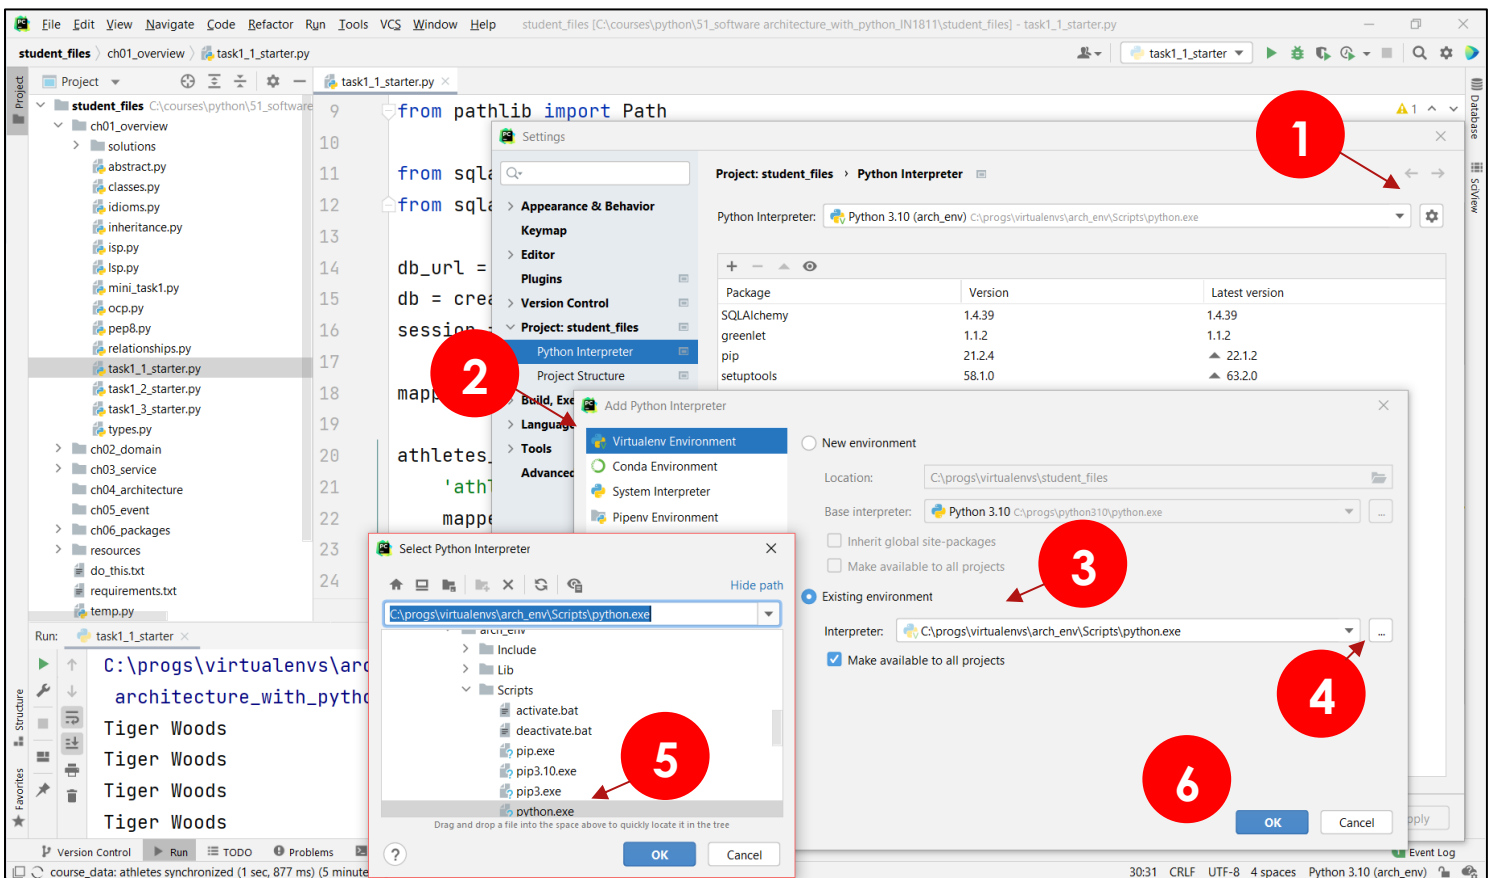 File Edit View Navigate Code Refactor Run Tools VCS Window Help student_files [C:\courses\python\51_software architecture_with_python_IN1811\student_files] - task1_1_starter.py
student_files ch01_overview task1_1_starter.py
task1_1_starter
Project
task1_1_starter.py
Project
student_files C:\courses\python\51_software
ch01_overview
solutions
abstract.py
classes.py
idioms.py
inheritance.py
isp.py
lsp.py
mini_task1.py
ocp.py
pep8.py
relationships.py
task1_1_starter.py
task1_2_starter.py
task1_3_starter.py
types.py
ch02_domain
ch03_service
ch04_architecture
ch05_event
ch06_packages
resources
do_this.txt
requirements.txt
temp.py
9 from pathlib import Path
10
11 from sqla
12 from sqla
13
14 db_url =
15 db = crea
16 session
17
18 mapp
19
20 athletes_
21 'athl
22 mappe
23
24
1
Database
SciView
Settings
Appearance & Behavior
Keymap
Editor
Plugins
Version Control
Project: student_files
Python Interpreter
Project Structure
Build, Exe
Language
Tools
Advanced
Project: student_files › Python Interpreter
Python Interpreter: Python 3.10 (arch_env) C:\progs\virtualenvs\arch_env\Scripts\python.exe
Package Version Latest version
SQLAlchemy 1.4.39 1.4.39
greenlet 1.1.2 1.1.2
pip 21.2.4 22.1.2
setuptools 58.1.0 63.2.0
1
2
Add Python Interpreter
Virtualenv Environment
Conda Environment
System Interpreter
Pipenv Environment
New environment
Location: C:\progs\virtualenvs\student_files
Base interpreter: Python 3.10 C:\progs\python310\python.exe ...
Inherit global site-packages
Make available to all projects
3
Existing environment
Interpreter: C:\progs\virtualenvs\arch_env\Scripts\python.exe ...
Make available to all projects
4
6
OK Cancel
pply
Select Python Interpreter
Hide path
C:\progs\virtualenvs\arch_env\Scripts\python.exe
arch_env
Include
Lib
Scripts
activate.bat
deactivate.bat
pip.exe
pip3.10.exe
pip3.exe
python.exe
5
Drag and drop a file into the space above to quickly locate it in the tree
? OK Cancel
Run: task1_1_starter
C:\progs\virtualenvs\arc
architecture_with_pytho
Tiger Woods
Tiger Woods
Tiger Woods
Tiger Woods
Structure
Favorites
Version Control Run TODO Problems
Event Log
course_data: athletes synchronized (1 sec, 877 ms) (5 minute
30:31 CRLF UTF-8 4 spaces Python 3.10 (arch_env)